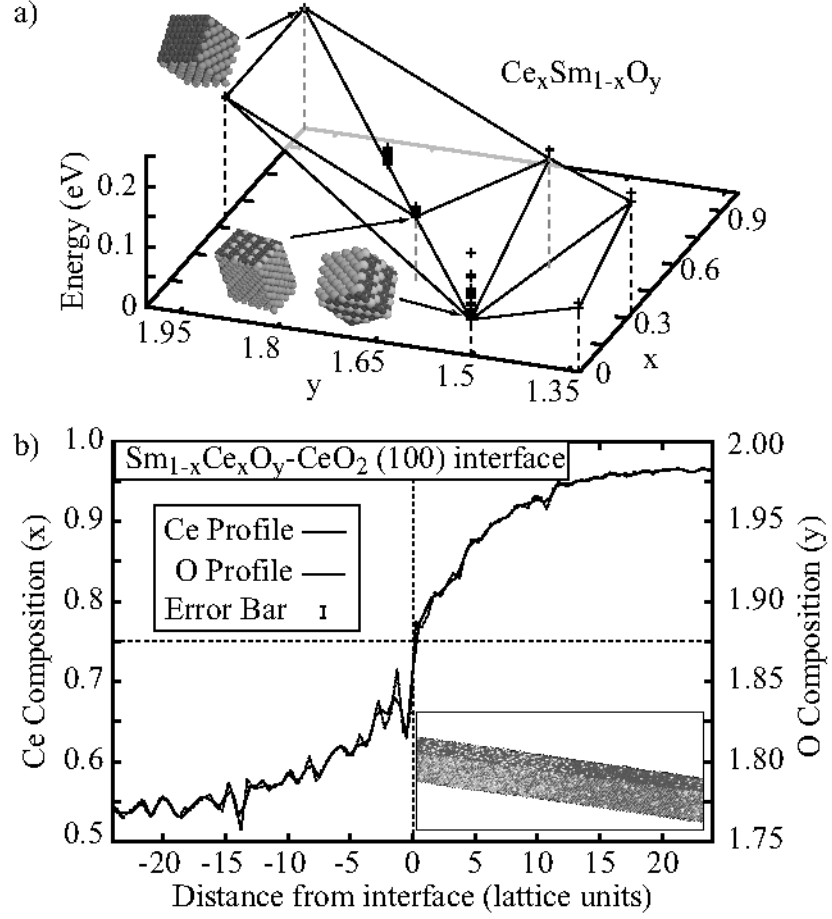 a)
CeₓSm₁₋ₓOᵧ
Energy (eV)
0.2
0.1
0
1.95
1.8
1.65
1.5
1.35
y
0
0.3
0.6
0.9
x
b)
Sm₁₋ₓCeₓOᵧ-CeO₂ (100) interface
Ce Profile
O Profile
Error Bar
Ce Composition (x)
1.0
0.9
0.8
0.7
0.6
0.5
O Composition (y)
2.00
1.95
1.90
1.85
1.80
1.75
-20 -15 -10 -5 0 5 10 15 20
Distance from interface (lattice units)